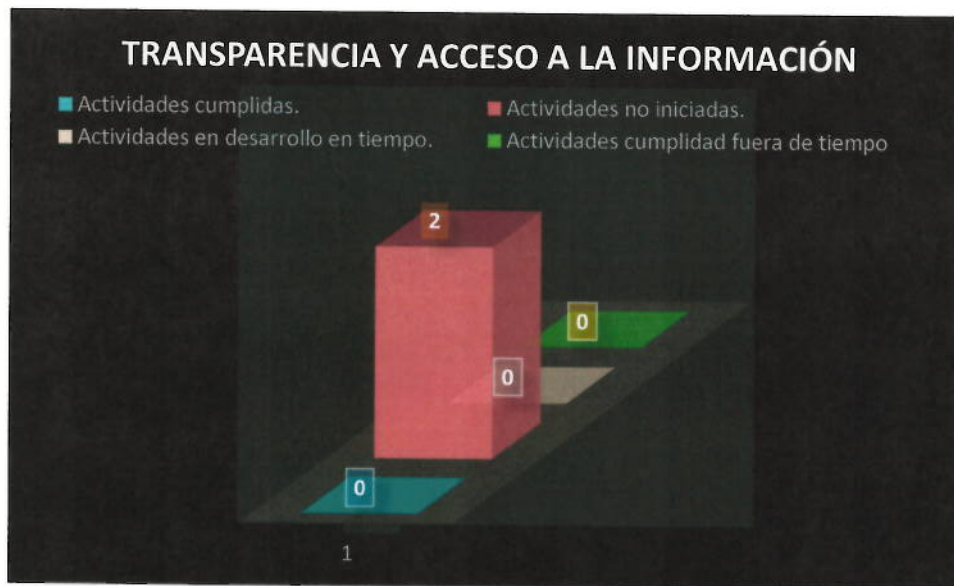 TRANSPARENCIA Y ACCESO A LA INFORMACIÓN
Actividades cumplidas.
Actividades no iniciadas.
Actividades en desarrollo en tiempo.
Actividades cumplidad fuera de tiempo
2
0
0
0
1